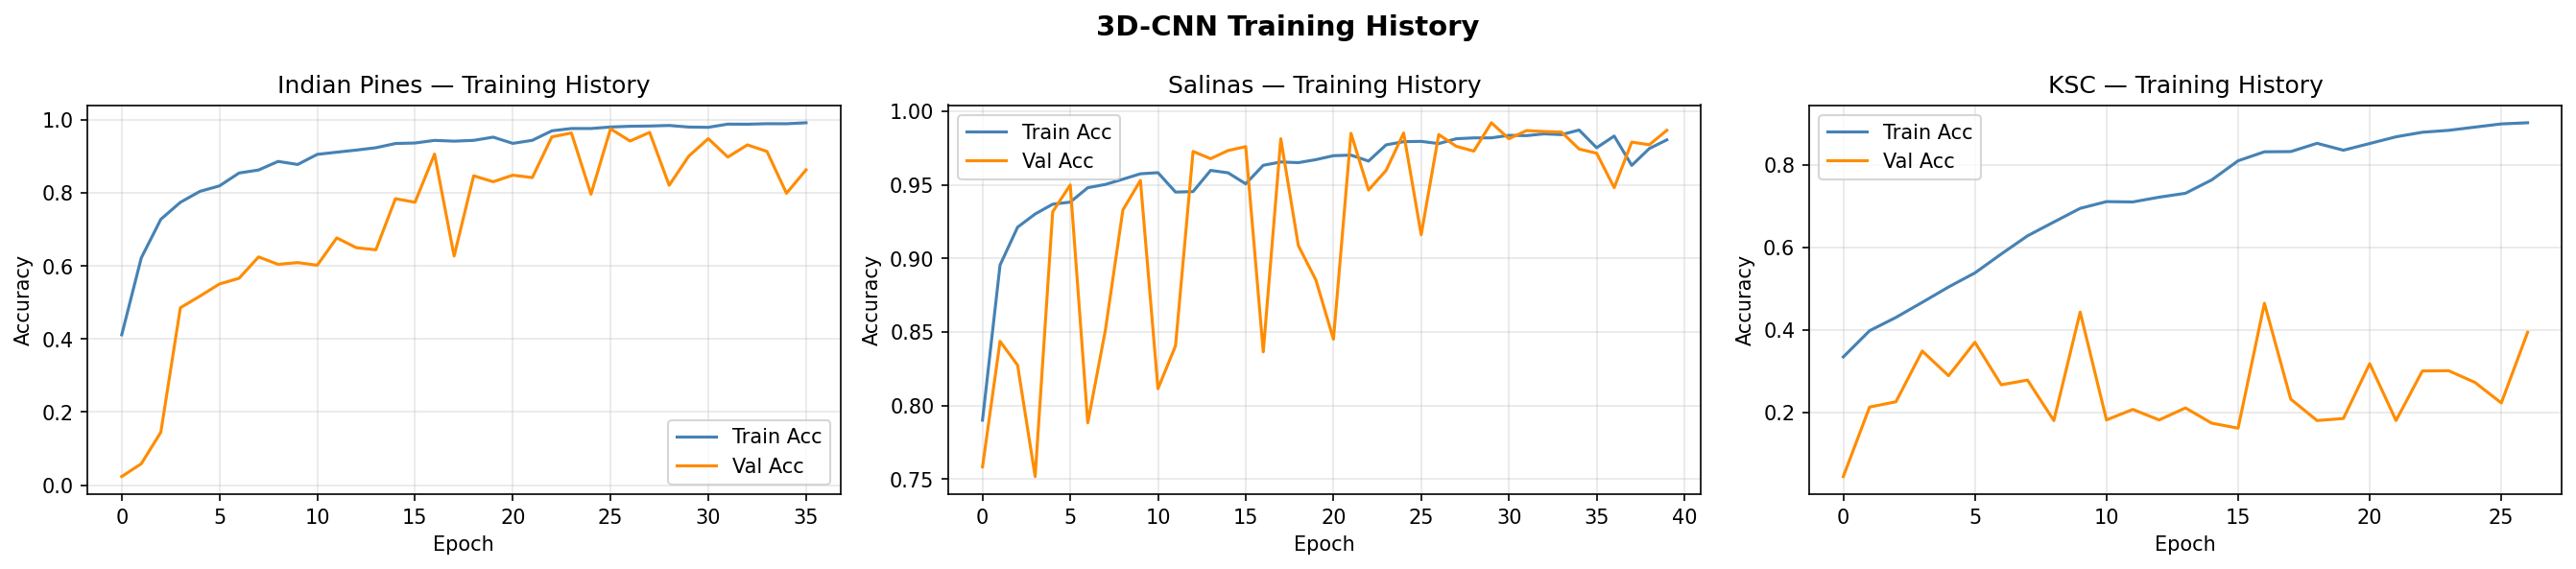 3D-CNN Training History
Indian Pines — Training History
1.0
0.8
0.6
0.4
0.2
0.0
Accuracy
Train Acc
Val Acc
0 5 10 15 20 25 30 35
Epoch
Salinas — Training History
1.00
0.95
0.90
0.85
0.80
0.75
Accuracy
Train Acc
Val Acc
0 5 10 15 20 25 30 35 40
Epoch
KSC — Training History
0.8
0.6
0.4
0.2
Accuracy
Train Acc
Val Acc
0 5 10 15 20 25
Epoch